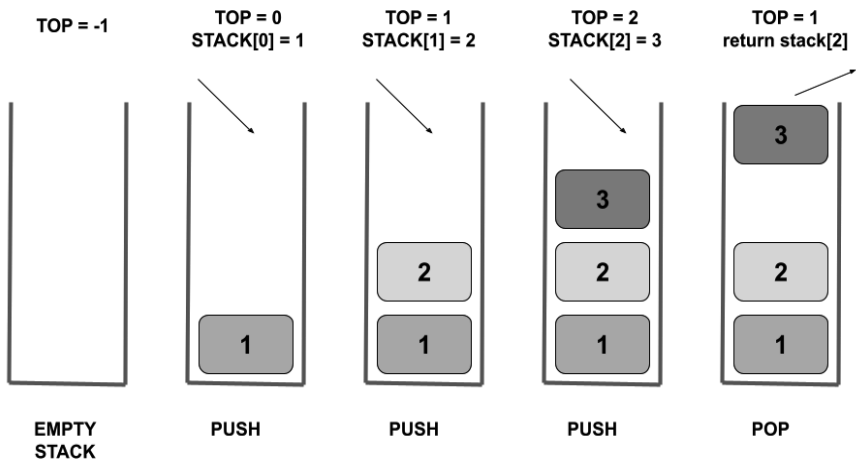 TOP = -1
TOP = 0
STACK[0] = 1
TOP = 1
STACK[1] = 2
TOP = 2
STACK[2] = 3
TOP = 1
return stack[2]
1
2
1
3
2
1
3
2
1
EMPTY
STACK
PUSH
PUSH
PUSH
POP